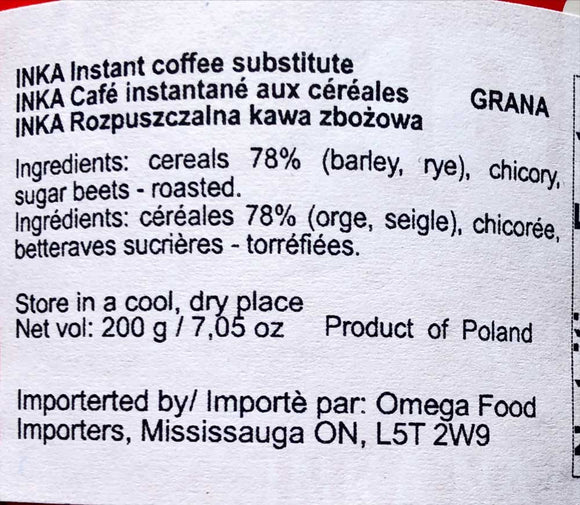 INKA Instant coffee substitute
INKA Café instantané aux céréales GRANA
INKA Rozpuszczalna kawa zbożowa
Ingredients: cereals 78% (barley, rye), chicory,
sugar beets - roasted.
Ingrédients: céréales 78% (orge, seigle), chicorée,
betteraves sucrières - torréfiées.
Store in a cool, dry place
Net vol: 200 g / 7,05 oz Product of Poland
Importerted by/ Importè par: Omega Food
Importers, Mississauga ON, L5T 2W9